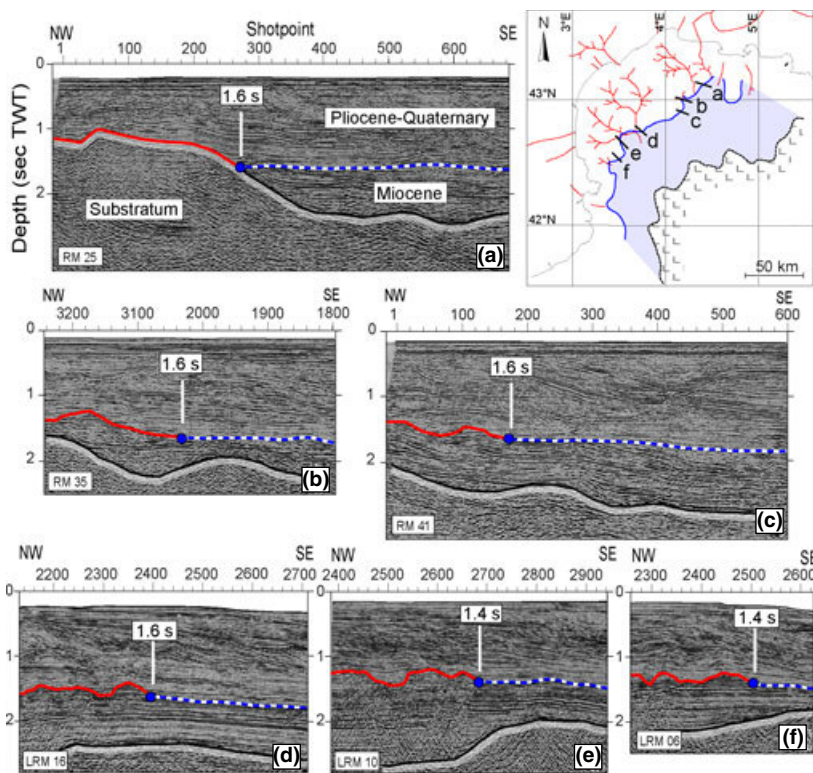 NW Shotpoint SE
1 100 200 300 400 500 600
0
1.6 s
Pliocene-Quaternary
1
Depth (sec TWT)
Miocene
2
Substratum
RM 25
(a)
N
3°E 4°E 5°E
43°N
a
b
c
d
e
f
42°N
50 km
NW SE
3200 3100 3000 2000 1900 1800
0
1.6 s
1
2
RM 35
(b)
NW SE
1 100 200 300 400 500 600
0
1.6 s
1
2
RM 41
(c)
NW SE
2200 2300 2400 2500 2600 2700
0
1.6 s
1
2
LRM 16
(d)
NW SE
2400 2500 2600 2700 2800 2900
0
1.4 s
1
2
LRM 10
(e)
NW SE
2300 2400 2500 2600
0
1.4 s
1
2
LRM 06
(f)